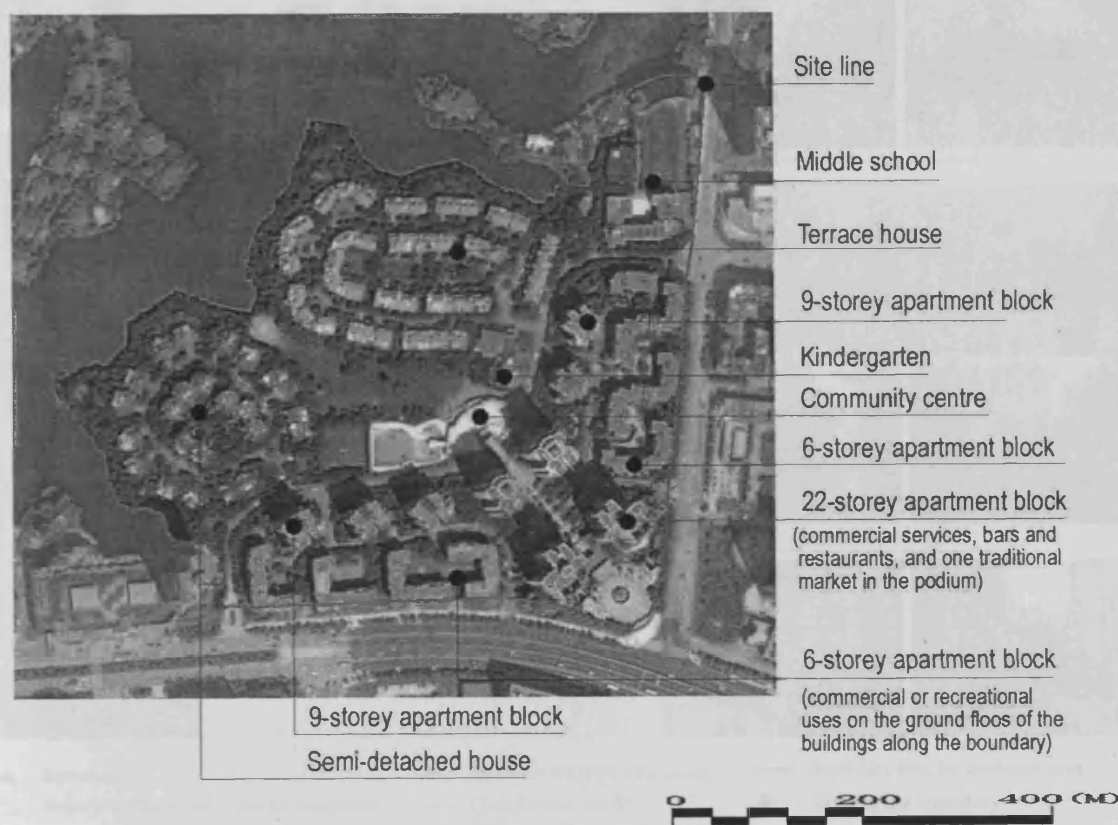 Site line
Middle school
Terrace house
9-storey apartment block
Kindergarten
Community centre
6-storey apartment block
22-storey apartment block
(commercial services, bars and
restaurants, and one traditional
market in the podium)
6-storey apartment block
(commercial or recreational
uses on the ground floos of the
buildings along the boundary)
9-storey apartment block
Semi-detached house
0 200 400 (M)